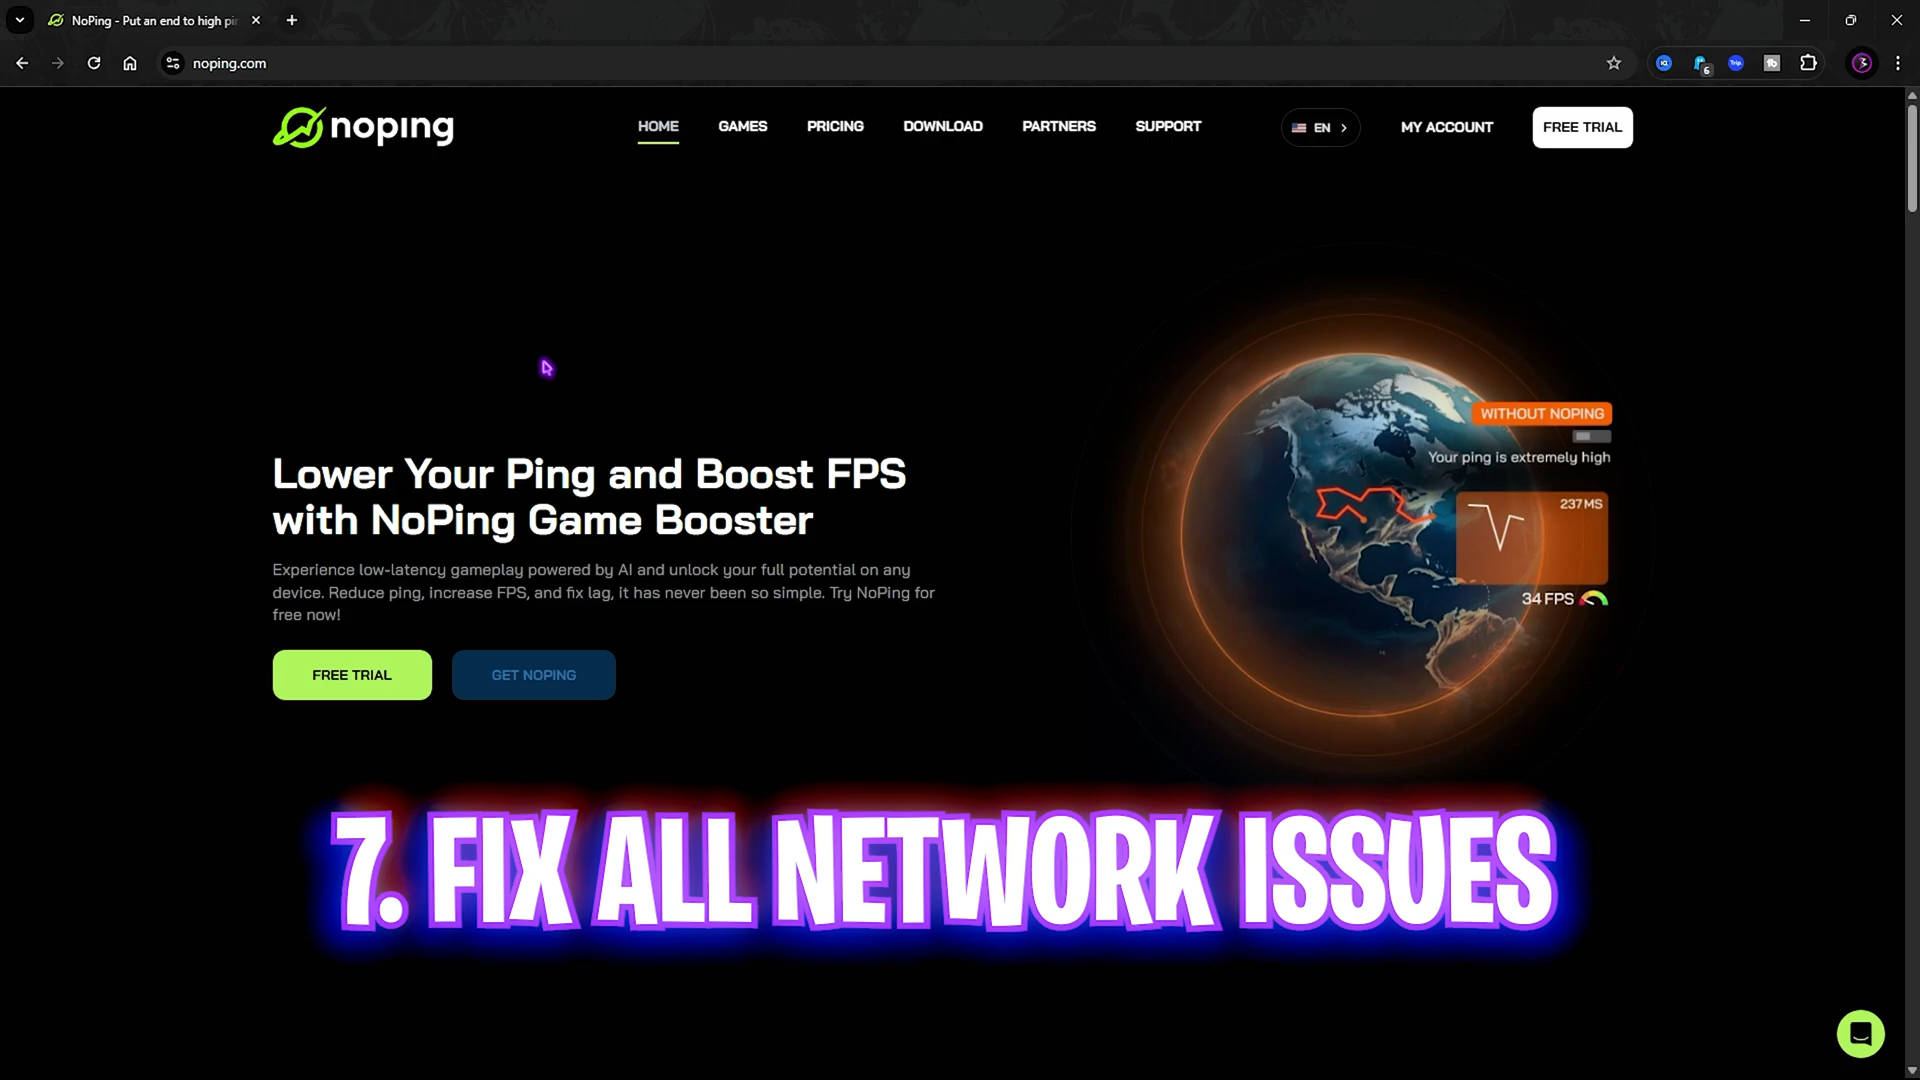 NoPing - Put an end to high pin
noping.com
6
Trip
noping
HOME
GAMES
PRICING
DOWNLOAD
PARTNERS
SUPPORT
EN
MY ACCOUNT
FREE TRIAL
WITHOUT NOPING
Your ping is extremely high
237 MS
34 FPS
Lower Your Ping and Boost FPS
with NoPing Game Booster
Experience low-latency gameplay powered by AI and unlock your full potential on any
device. Reduce ping, increase FPS, and fix lag, it has never been so simple. Try NoPing for
free now!
FREE TRIAL
GET NOPING
7. FIX ALL NETWORK ISSUES